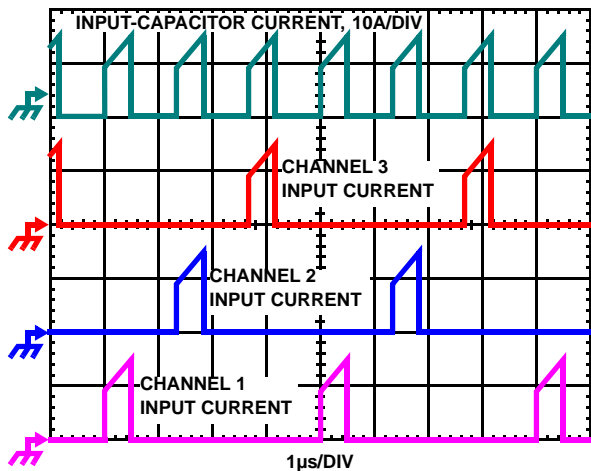 INPUT-CAPACITOR CURRENT, 10A/DIV
CHANNEL 3
INPUT CURRENT
CHANNEL 2
INPUT CURRENT
CHANNEL 1
INPUT CURRENT
1µs/DIV